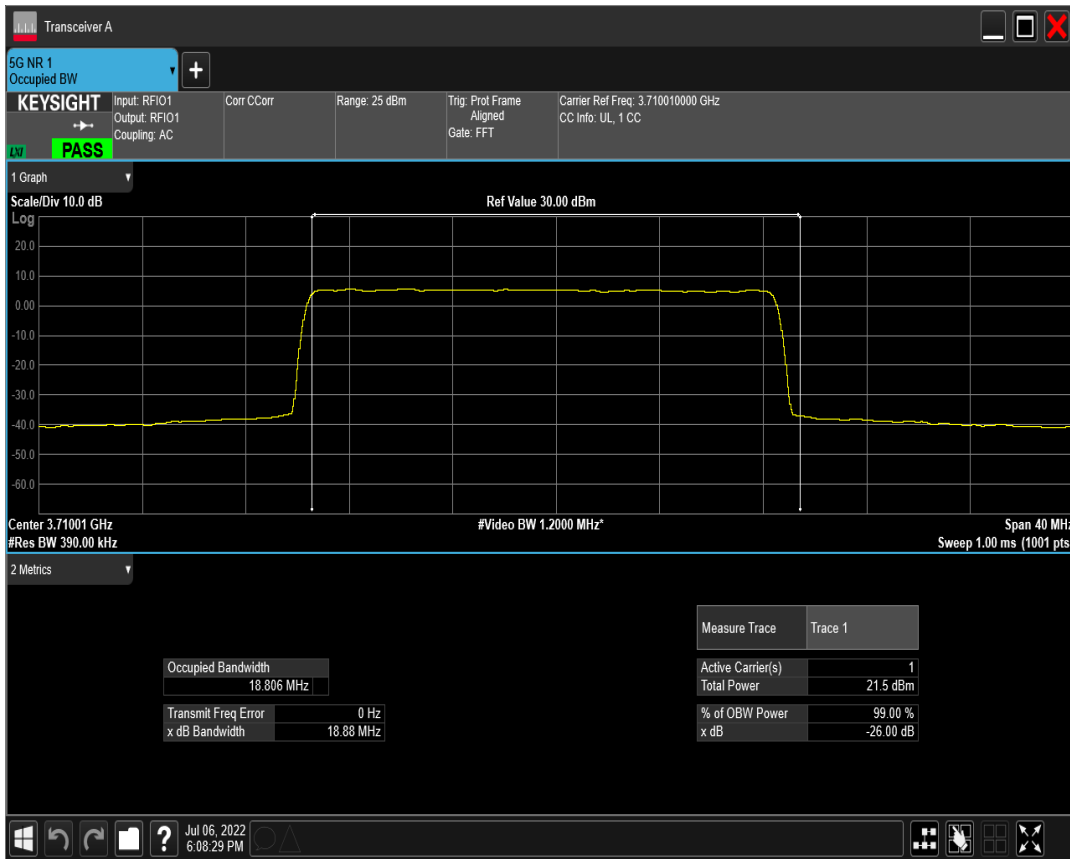 Transceiver A
5G NR 1
Occupied BW
KEYSIGHT
LXI
PASS
Input: RFIO1
Output: RFIO1
Coupling: AC
Corr CCorr
Range: 25 dBm
Trig: Prot Frame
Aligned
Gate: FFT
Carrier Ref Freq: 3.710010000 GHz
CC Info: UL, 1 CC
1 Graph
Scale/Div 10.0 dB
Ref Value 30.00 dBm
Log
20.0
10.0
0.00
-10.0
-20.0
-30.0
-40.0
-50.0
-60.0
Center 3.71001 GHz
#Video BW 1.2000 MHz*
Span 40 MHz
#Res BW 390.00 kHz
Sweep 1.00 ms (1001 pts
2 Metrics
Measure Trace Trace 1
Occupied Bandwidth
18.806 MHz
Active Carrier(s) 1
Total Power 21.5 dBm
Transmit Freq Error 0 Hz
x dB Bandwidth 18.88 MHz
% of OBW Power 99.00 %
x dB -26.00 dB
?
Jul 06, 2022
6:08:29 PM